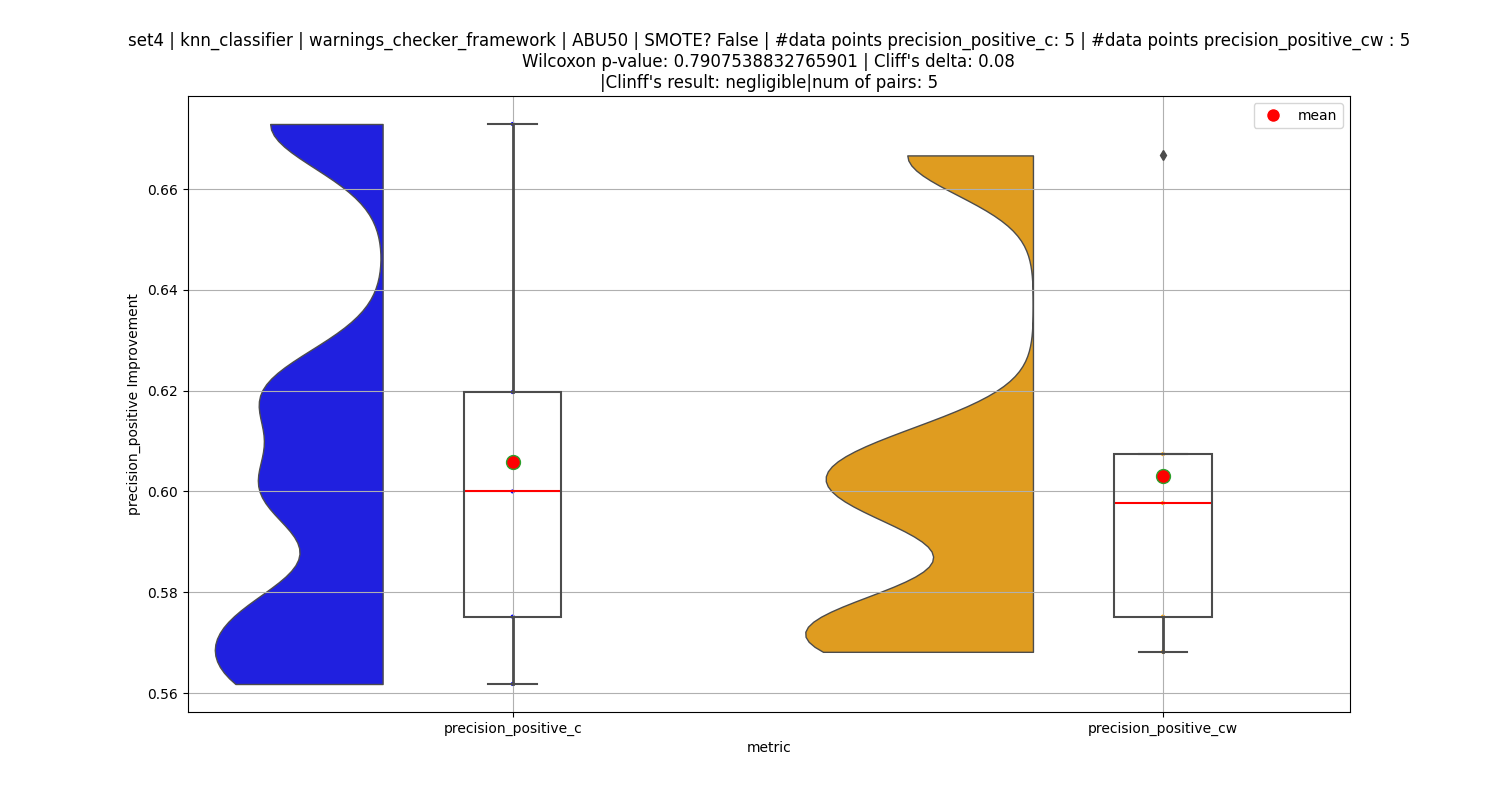 set4 | knn_classifier | warnings_checker_framework | ABU50 | SMOTE? False | #data points precision_positive_c: 5 | #data points precision_positive_cw : 5
Wilcoxon p-value: 0.7907538832765901 | Cliff's delta: 0.08
|Clinff's result: negligible|num of pairs: 5
mean
0.66
0.64
0.62
0.60
0.58
0.56
precision_positive Improvement
precision_positive_c
precision_positive_cw
metric